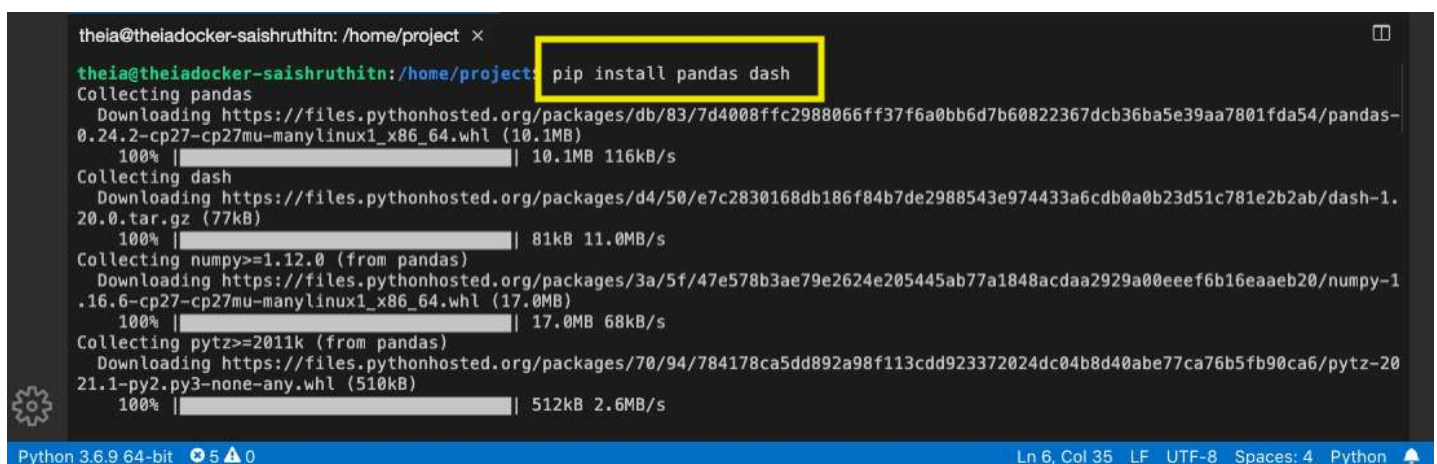 theia@theiadocker-saishruthitn: /home/project ×
theia@theiadocker-saishruthitn:/home/project$ pip install pandas dash
Collecting pandas
Downloading https://files.pythonhosted.org/packages/db/83/7d4008ffc2988066ff37f6a0bb6d7b60822367dcb36ba5e39aa7801fda54/pandas-
0.24.2-cp27-cp27mu-manylinux1_x86_64.whl (10.1MB)
100% || 10.1MB 116kB/s
Collecting dash
Downloading https://files.pythonhosted.org/packages/d4/50/e7c2830168db186f84b7de2988543e974433a6cdb0a0b23d51c781e2b2ab/dash-1.
20.0.tar.gz (77kB)
100% || 81kB 11.0MB/s
Collecting numpy>=1.12.0 (from pandas)
Downloading https://files.pythonhosted.org/packages/3a/5f/47e578b3ae79e2624e205445ab77a1848acdaa2929a00eeef6b16eaaeb20/numpy-1
.16.6-cp27-cp27mu-manylinux1_x86_64.whl (17.0MB)
100% || 17.0MB 68kB/s
Collecting pytz>=2011k (from pandas)
Downloading https://files.pythonhosted.org/packages/70/94/784178ca5dd892a98f113cdd923372024dc04b8d40abe77ca76b5fb90ca6/pytz-20
21.1-py2.py3-none-any.whl (510kB)
100% || 512kB 2.6MB/s
Python 3.6.9 64-bit 5 0 Ln 6, Col 35 LF UTF-8 Spaces: 4 Python